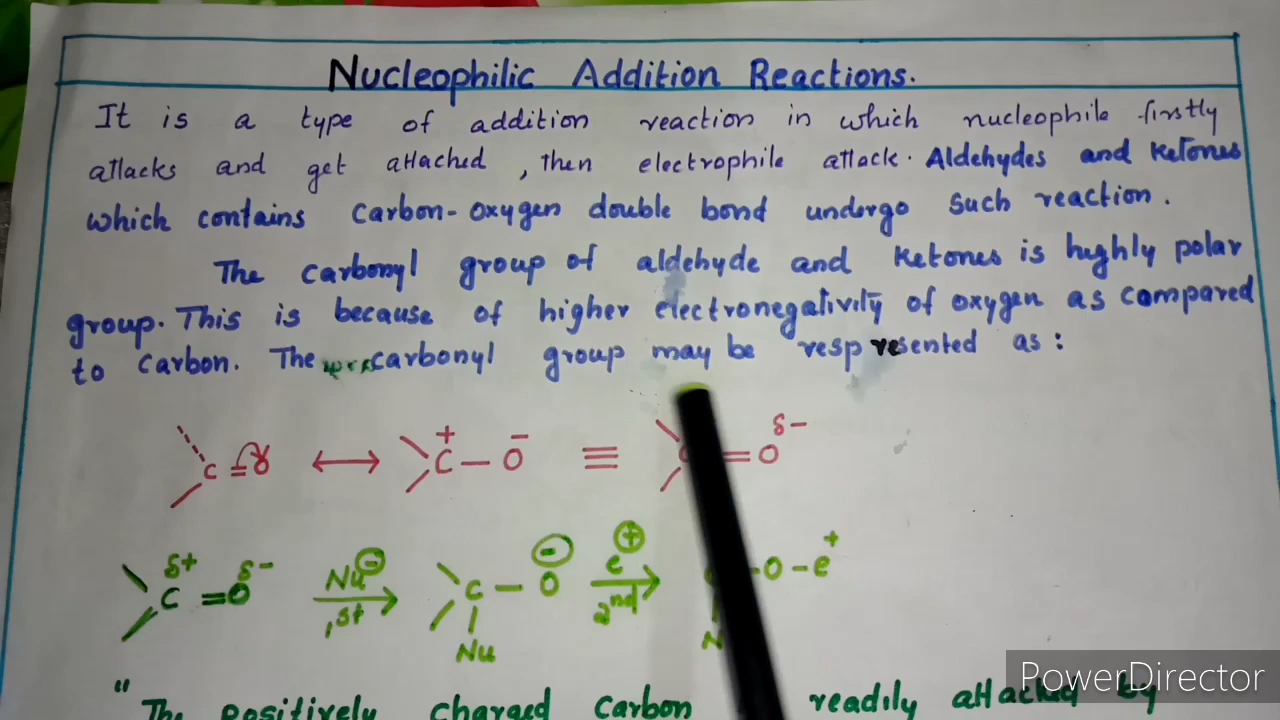 Nucleophilic Addition Reactions.
It is a type of addition reaction in which nucleophile firstly
attacks and get attached, then electrophile attack. Aldehydes and Ketones
which contains Carbon-oxygen double bond undergo such reaction.
The carbonyl group of aldehyde and Ketones is highly polar
group. This is because of higher electronegativity of oxygen as compared
to carbon. The carbonyl group may be resp resented as:
C=O ↔ C+ — O− ≡ =O δ−
δ+ C=O δ− Nu⊖ 1st → C — O ⊖ e⊕ 2nd → -O-e+
Nu N
" The positively charged Carbon readily attacked by
PowerDirector